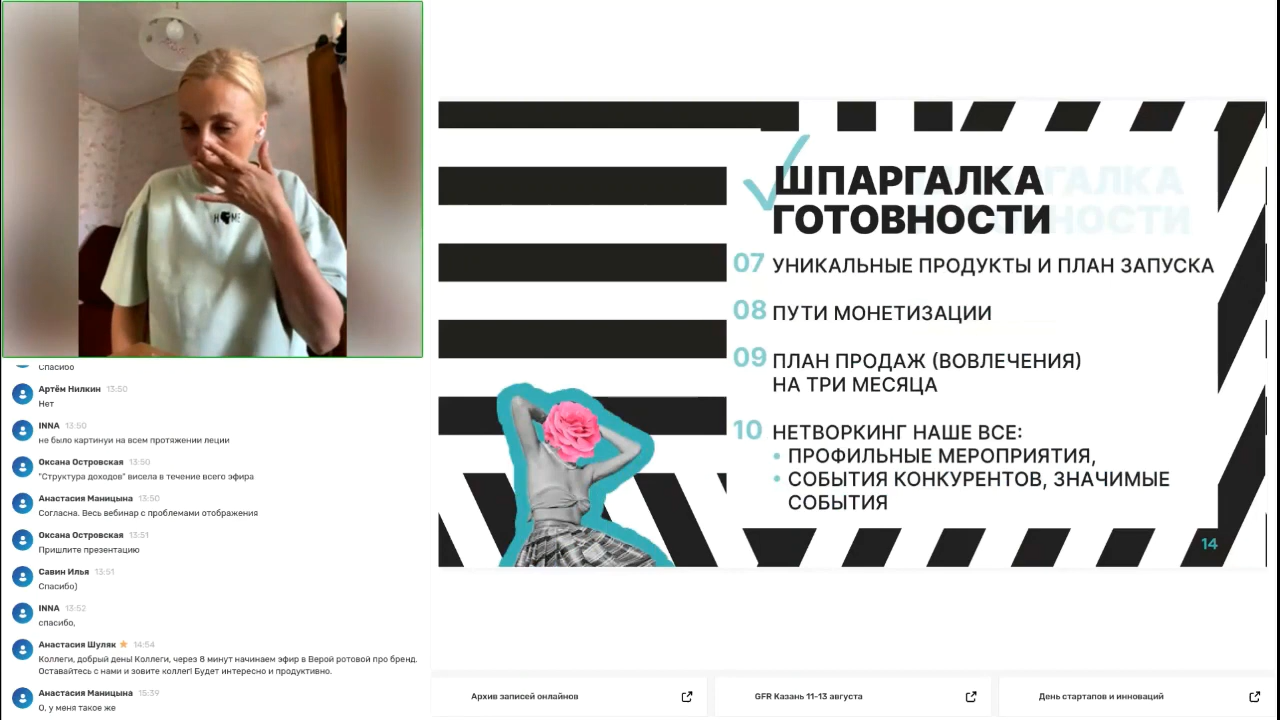 HOME
Спасибо
Артём Нилкин 13:50
Нет
INNA 13:50
не было картинуи на всем протяжении леции
Оксана Островская 13:50
"Структура доходов" висела в течение всего эфира
Анастасия Маницына 13:50
Согласна. Весь вебинар с проблемами отображения
Оксана Островская 13:51
Пришлите презентацию
Савин Илья 13:51
Спасибо)
INNA 13:52
спасибо,
Анастасия Шуляк 14:54
Коллеги, добрый день! Коллеги, через 8 минут начинаем эфир в Верой ротовой про бренд.
Оставайтесь с нами и зовите коллег! Будет интересно и продуктивно.
Анастасия Маницына 15:39
О, у меня такое же
ШПАРГАЛКА
ГОТОВНОСТИ
07 УНИКАЛЬНЫЕ ПРОДУКТЫ И ПЛАН ЗАПУСКА
08 ПУТИ МОНЕТИЗАЦИИ
09 ПЛАН ПРОДАЖ (ВОВЛЕЧЕНИЯ)
НА ТРИ МЕСЯЦА
10 НЕТВОРКИНГ НАШЕ ВСЕ:
• ПРОФИЛЬНЫЕ МЕРОПРИЯТИЯ,
• СОБЫТИЯ КОНКУРЕНТОВ, ЗНАЧИМЫЕ
СОБЫТИЯ
14
Архив записей онлайнов
GFR Казань 11-13 августа
День стартапов и инноваций